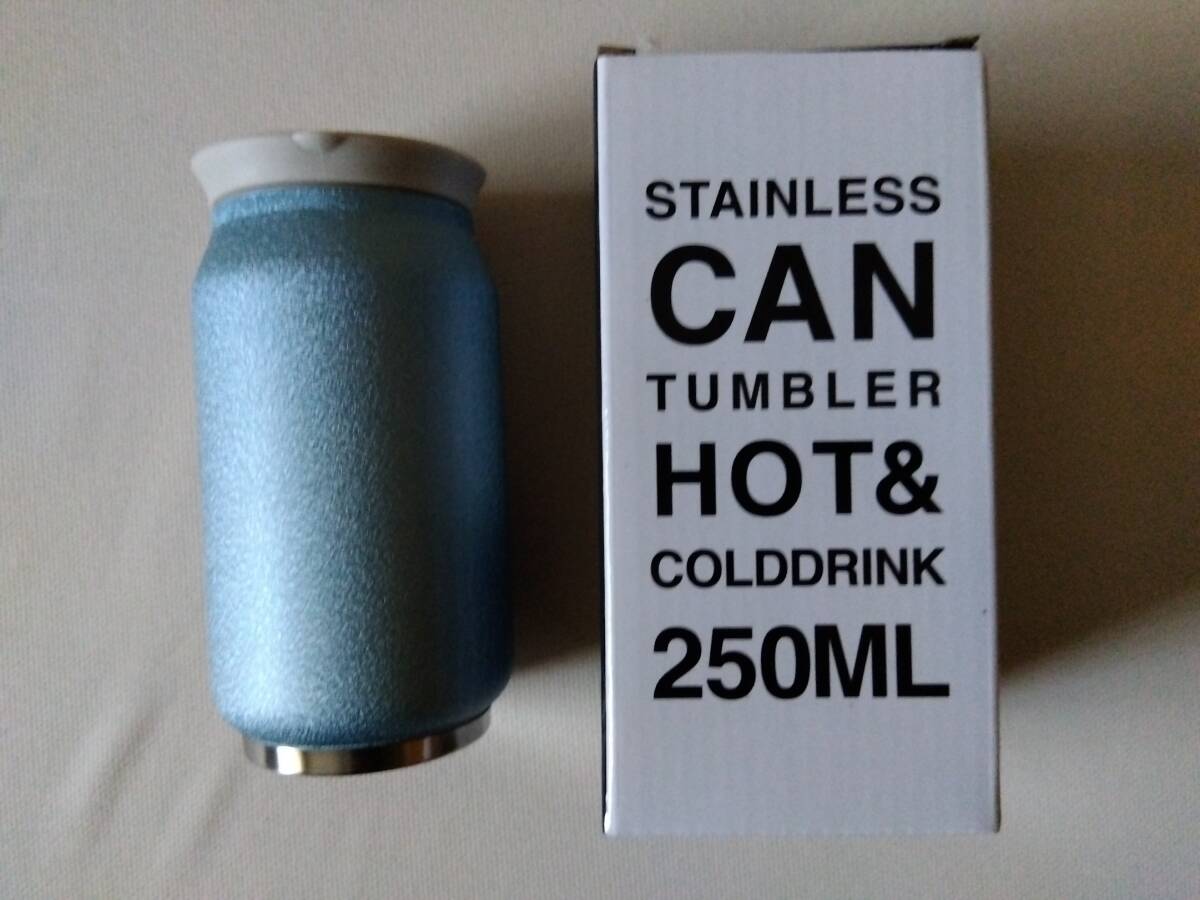 STAINLESS
CAN
TUMBLER
HOT&
COLDDRINK
250ML